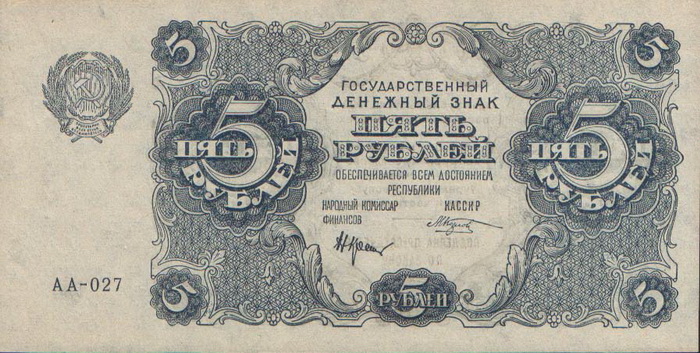 5 5
ГОСУДАРСТВЕННЫЙ
ДЕНЕЖНЫЙ ЗНАК
5 ПЯТЬ РУБЛЕЙ
ПЯТЬ
РУБЛЕЙ
5 ПЯТЬ РУБЛЕЙ
ОБЕСПЕЧИВАЕТСЯ ВСЕМ ДОСТОЯНИЕМ
РЕСПУБЛИКИ
НАРОДНЫЙ КОМИССАР
ФИНАНСОВ
КАССИР
АА-027
5 5 РУБЛЕЙ 5